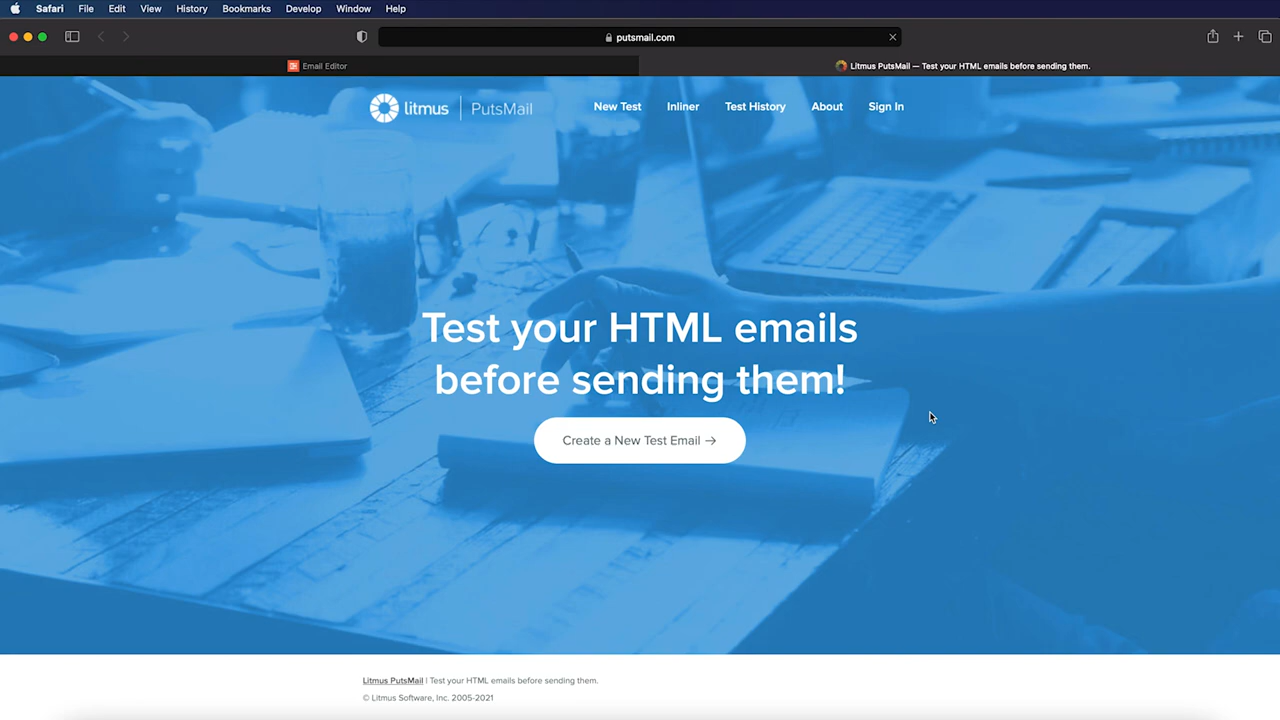 Safari File Edit View History Bookmarks Develop Window Help
putsmail.com
Email Editor
Litmus PutsMail — Test your HTML emails before sending them.
litmus | PutsMail
New Test Inliner Test History About Sign In
Test your HTML emails
before sending them!
Create a New Test Email →
Litmus PutsMail | Test your HTML emails before sending them.
© Litmus Software, Inc. 2005-2021